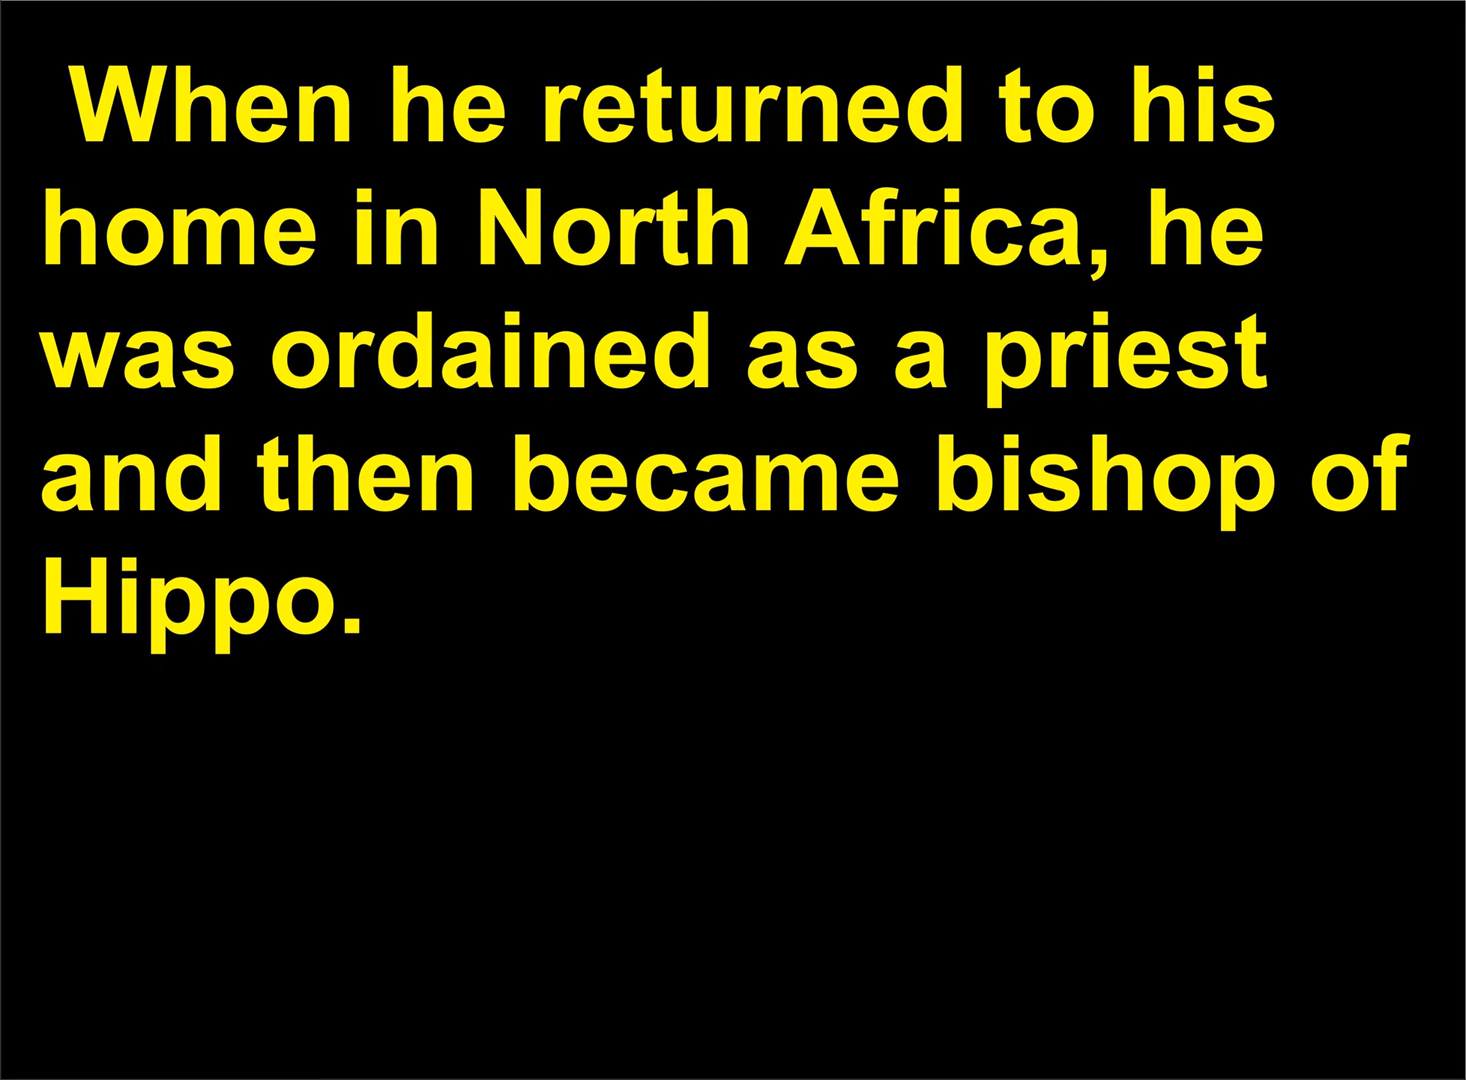 When he returned to his
home in North Africa, he
was ordained as a priest
and then became bishop of
Hippo.